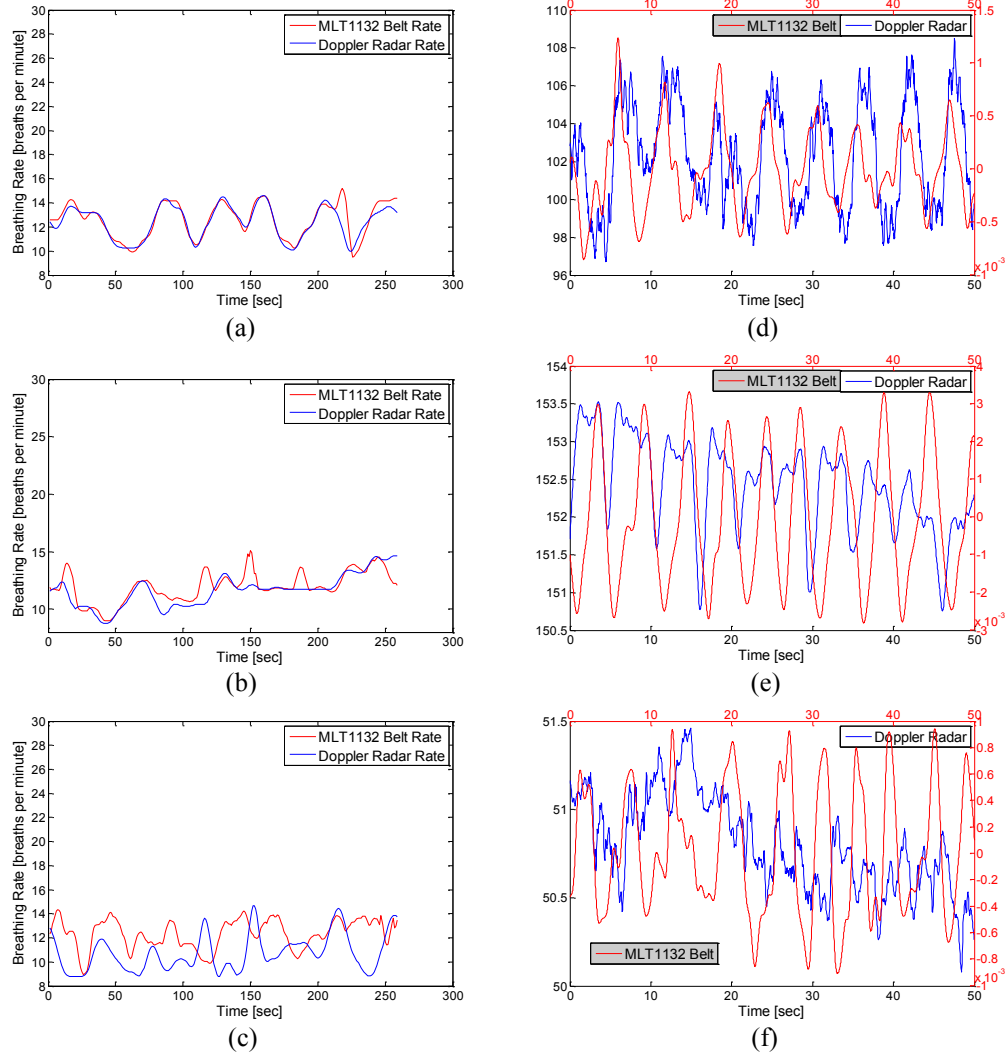 MLT1132 Belt Rate
Doppler Radar Rate
Breathing Rate [breaths per minute]
30
28
26
24
22
20
18
16
14
12
10
8
0 50 100 150 200 250 300
Time [sec]
(a)
0 10 20 30 40 50
MLT1132 Belt
Doppler Radar
110
108
106
104
102
100
98
96
1.5
1
0.5
0
-0.5
-1
x 10-3
0 10 20 30 40 50
Time [sec]
(d)
MLT1132 Belt Rate
Doppler Radar Rate
Breathing Rate [breaths per minute]
30
25
20
15
10
0 50 100 150 200 250 300
Time [sec]
(b)
0 10 20 30 40 50
MLT1132 Belt
Doppler Radar
154
153.5
153
152.5
152
151.5
151
150.5
4
3
2
1
0
-1
-2
-3
x 10-3
0 10 20 30 40 50
Time [sec]
(e)
MLT1132 Belt Rate
Doppler Radar Rate
Breathing Rate [breaths per minute]
30
28
26
24
22
20
18
16
14
12
10
8
0 50 100 150 200 250 300
Time [sec]
(c)
0 10 20 30 40 50
Doppler Radar
MLT1132 Belt
51.5
51
50.5
50
1
0.8
0.6
0.4
0.2
0
-0.2
-0.4
-0.6
-0.8
-1
x 10-3
0 10 20 30 40 50
Time [sec]
(f)